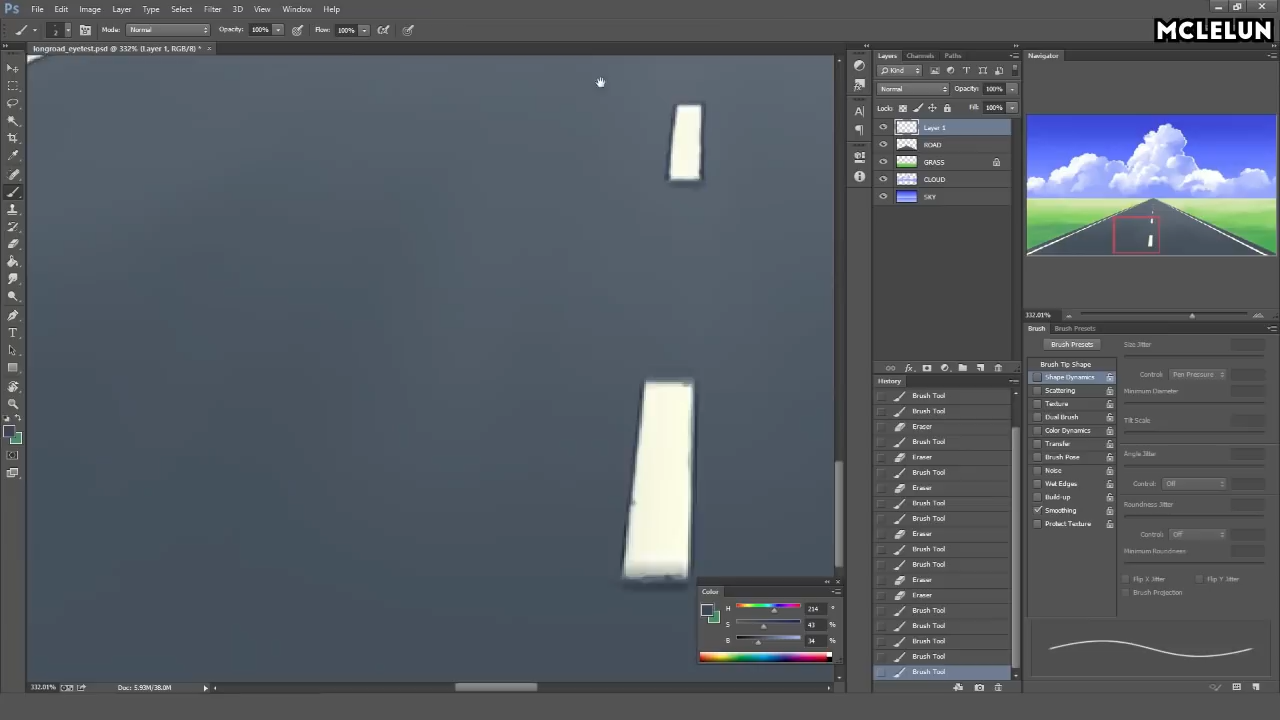 Ps File Edit Image Layer Type Select Filter 3D View Window Help
MCLELUN
2 Mode: Normal Opacity: 100% Flow: 100%
longroad_eyetest.psd @ 332% (Layer 1, RGB/8) * ×
Layers Channels Paths
Kind
Normal Opacity: 100%
Lock: Fill: 100%
Layer 1
ROAD
GRASS
CLOUD
SKY
History
Brush Tool
Brush Tool
Eraser
Brush Tool
Eraser
Brush Tool
Eraser
Brush Tool
Brush Tool
Eraser
Brush Tool
Brush Tool
Eraser
Brush Tool
Brush Tool
Brush Tool
Brush Tool
Brush Tool
Brush Tool
Navigator
332.01%
Brush Brush Presets
Brush Presets
Brush Tip Shape
Shape Dynamics
Scattering
Texture
Dual Brush
Color Dynamics
Transfer
Brush Pose
Noise
Wet Edges
Build-up
Smoothing
Protect Texture
Size Jitter
Control: Pen Pressure
Minimum Diameter
Tilt Scale
Angle Jitter
Control: Off
Roundness Jitter
Control: Off
Minimum Roundness
Flip X Jitter Flip Y Jitter
Brush Projection
Color
H 214 °
S 43 %
B 34 %
332.01% Doc: 5.93M/38.0M